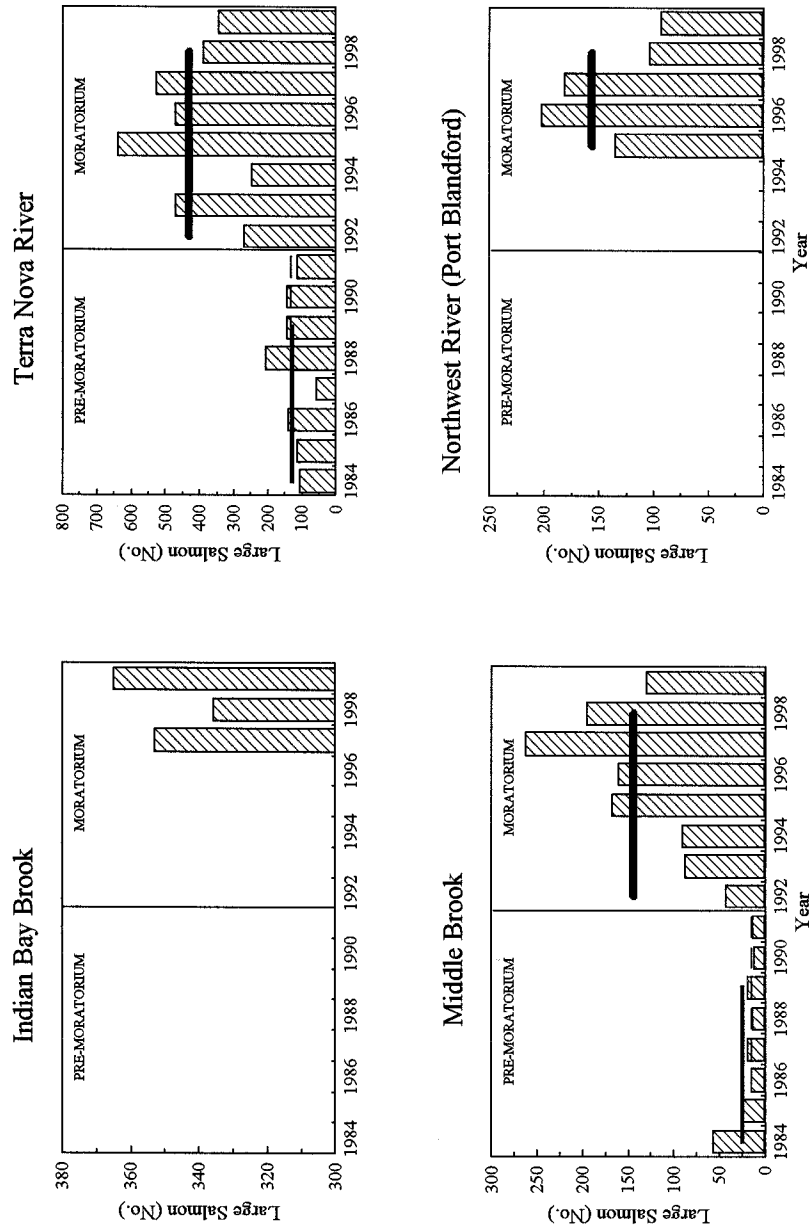 Indian Bay Brook
Large Salmon (No.)
380
360
340
320
300
PRE-MORATORIUM
MORATORIUM
1984 1986 1988 1990 1992 1994 1996 1998
Terra Nova River
Large Salmon (No.)
800
700
600
500
400
300
200
100
0
PRE-MORATORIUM
MORATORIUM
1984 1986 1988 1990 1992 1994 1996 1998
Middle Brook
Large Salmon (No.)
300
250
200
150
100
50
0
PRE-MORATORIUM
MORATORIUM
1984 1986 1988 1990 1992 1994 1996 1998
Year
Northwest River (Port Blandford)
Large Salmon (No.)
250
200
150
100
50
0
PRE-MORATORIUM
MORATORIUM
1984 1986 1988 1990 1992 1994 1996 1998
Year